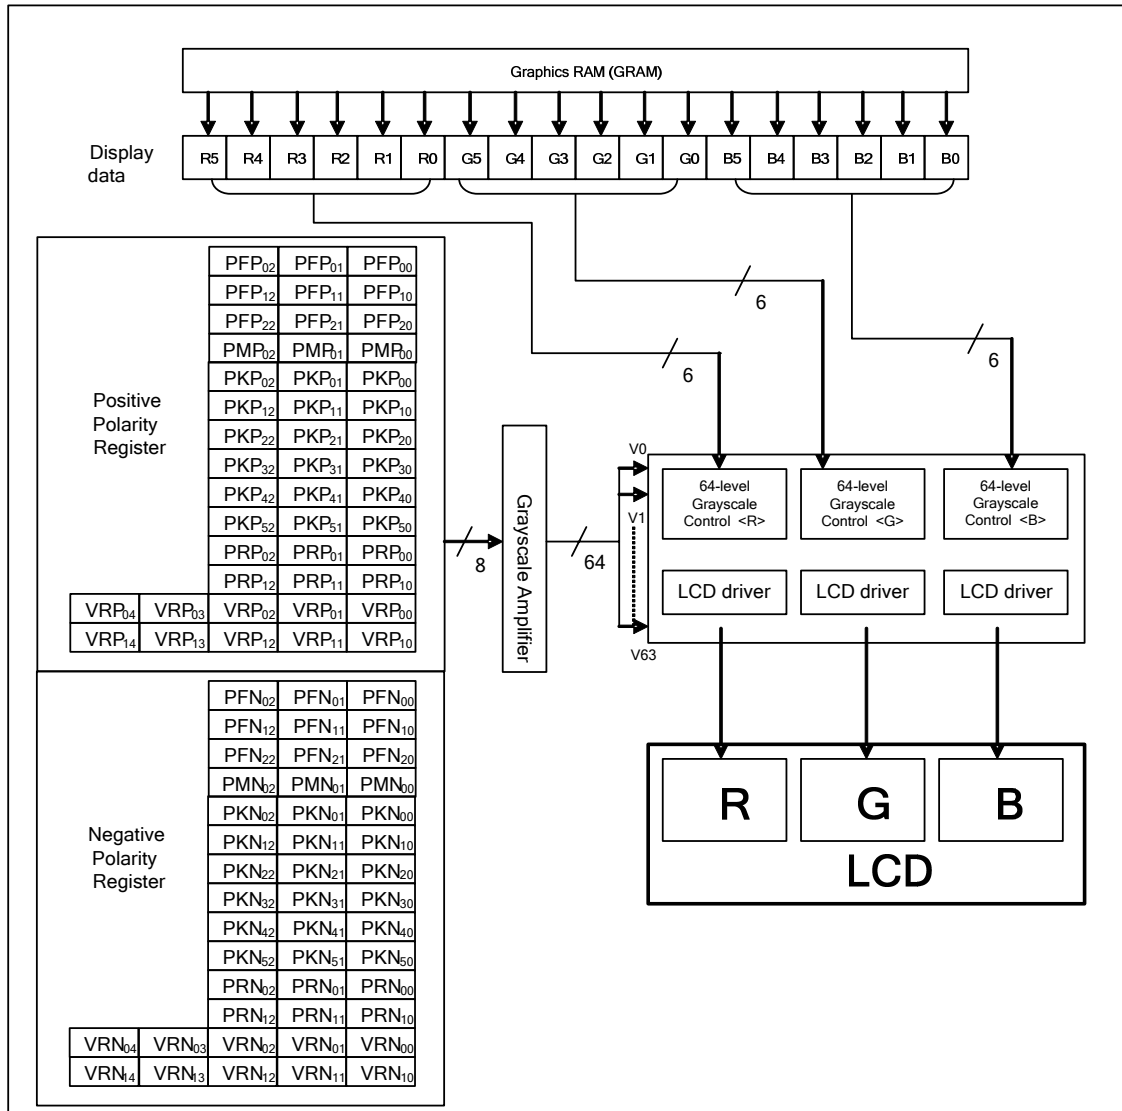 Graphics RAM (GRAM)
Display
data
R5 R4 R3 R2 R1 R0 G5 G4 G3 G2 G1 G0 B5 B4 B3 B2 B1 B0
6
6
6
Positive
Polarity
Register
PFP02 PFP01 PFP00
PFP12 PFP11 PFP10
PFP22 PFP21 PFP20
PMP02 PMP01 PMP00
PKP02 PKP01 PKP00
PKP12 PKP11 PKP10
PKP22 PKP21 PKP20
PKP32 PKP31 PKP30
PKP42 PKP41 PKP40
PKP52 PKP51 PKP50
PRP02 PRP01 PRP00
PRP12 PRP11 PRP10
VRP04 VRP03 VRP02 VRP01 VRP00
VRP14 VRP13 VRP12 VRP11 VRP10
8
Grayscale Amplifier
64
V0
V1
V63
64-level
Grayscale
Control <R>
64-level
Grayscale
Control <G>
64-level
Grayscale
Control <B>
LCD driver
LCD driver
LCD driver
Negative
Polarity
Register
PFN02 PFN01 PFN00
PFN12 PFN11 PFN10
PFN22 PFN21 PFN20
PMN02 PMN01 PMN00
PKN02 PKN01 PKN00
PKN12 PKN11 PKN10
PKN22 PKN21 PKN20
PKN32 PKN31 PKN30
PKN42 PKN41 PKN40
PKN52 PKN51 PKN50
PRN02 PRN01 PRN00
PRN12 PRN11 PRN10
VRN04 VRN03 VRN02 VRN01 VRN00
VRN14 VRN13 VRN12 VRN11 VRN10
R G B
LCD